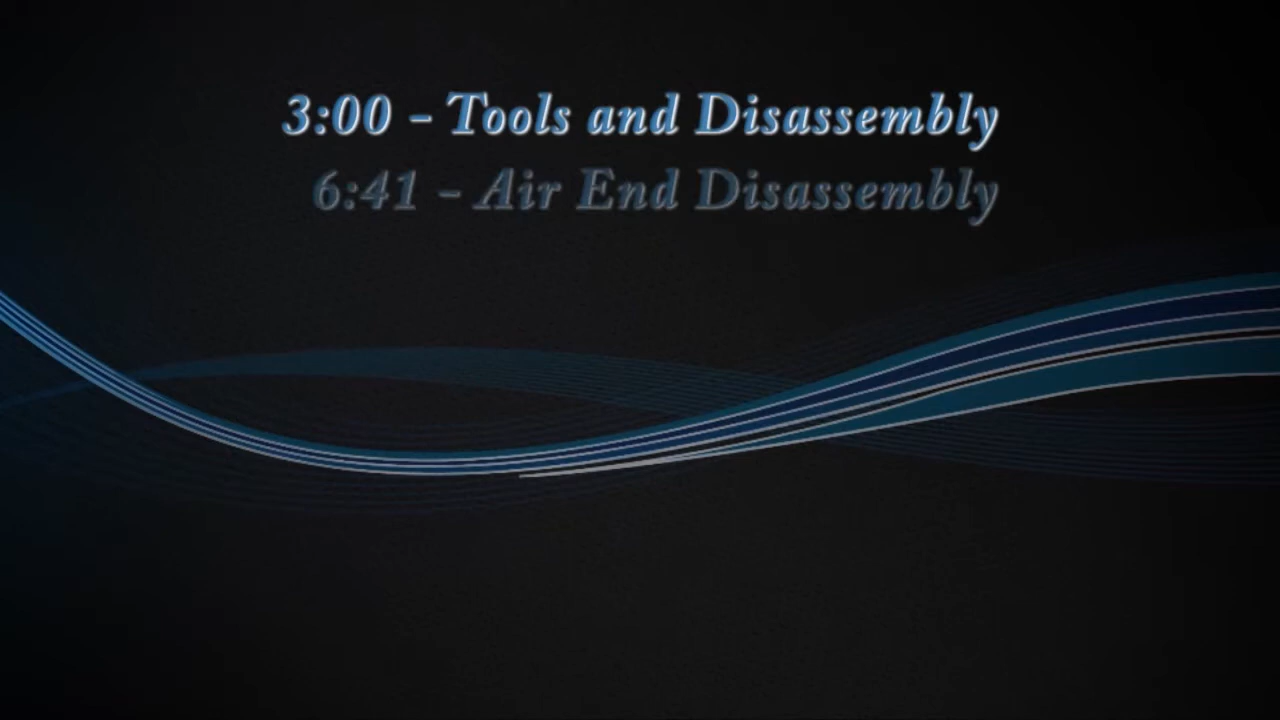 3:00 - Tools and Disassembly
6:41 - Air End Disassembly